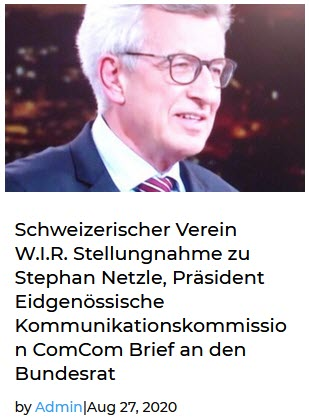 Schweizerischer Verein
W.I.R. Stellungnahme zu
Stephan Netzle, Präsident
Eidgenössische
Kommunikationskommissio
n ComCom Brief an den
Bundesrat
by Admin|Aug 27, 2020